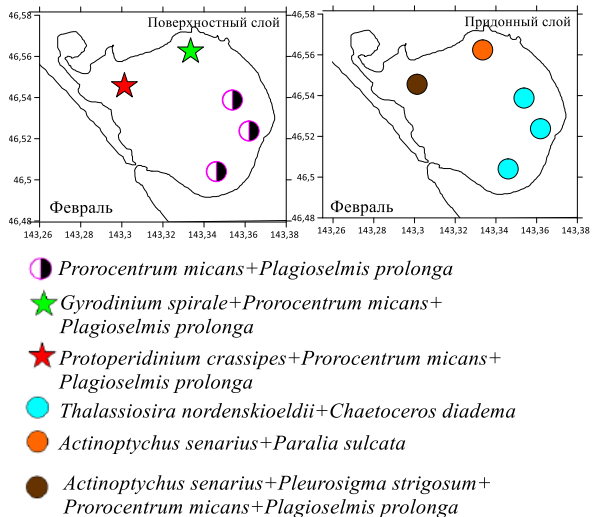 Поверхностный слой
46,58
46,56
46,54
46,52
46,5
46,48
Февраль
143,26 143,28 143,3 143,32 143,34 143,36 143,38
Придонный слой
46,58
46,56
46,54
46,52
46,5
46,48
Февраль
143,26 143,28 143,3 143,32 143,34 143,36 143,38
Prorocentrum micans+Plagioselmis prolonga
Gyrodinium spirale+Prorocentrum micans+
Plagioselmis prolonga
Protoperidinium crassipes+Prorocentrum micans+
Plagioselmis prolonga
Thalassiosira nordenskioeldii+Chaetoceros diadema
Actinoptychus senarius+Paralia sulcata
Actinoptychus senarius+Pleurosigma strigosum+
Prorocentrum micans+Plagioselmis prolonga